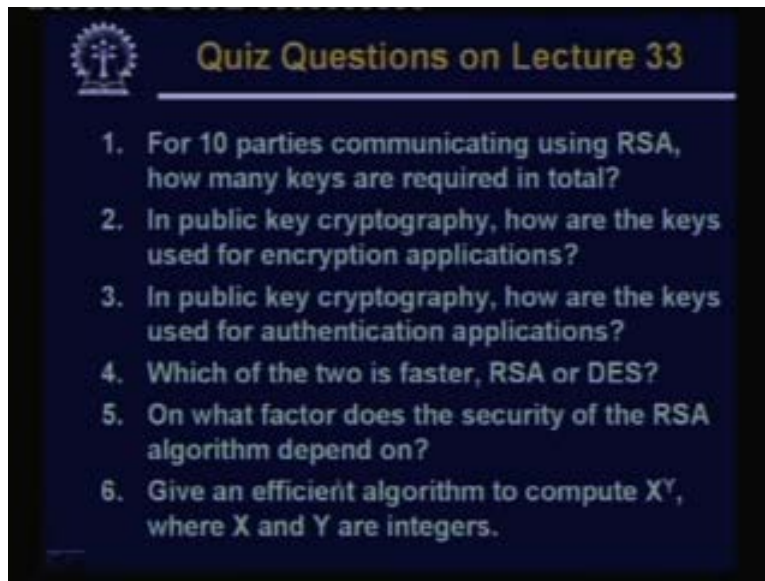 Quiz Questions on Lecture 33
1. For 10 parties communicating using RSA,
how many keys are required in total?
2. In public key cryptography, how are the keys
used for encryption applications?
3. In public key cryptography, how are the keys
used for authentication applications?
4. Which of the two is faster, RSA or DES?
5. On what factor does the security of the RSA
algorithm depend on?
6. Give an efficient algorithm to compute Xʸ,
where X and Y are integers.